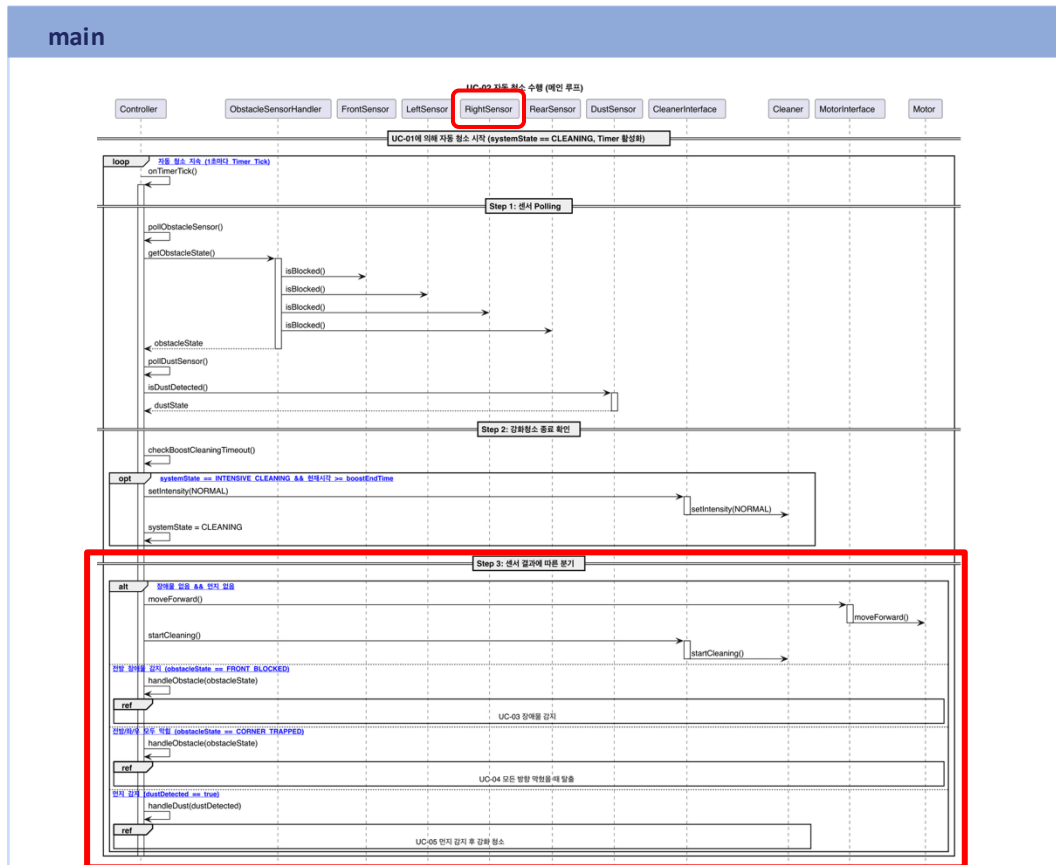 main
UC-02 자동 청소 수행 (메인 루프)
Controller ObstacleSensorHandler FrontSensor LeftSensor RightSensor RearSensor DustSensor CleanerInterface Cleaner MotorInterface Motor
UC-01에 의해 자동 청소 시작 (systemState == CLEANING, Timer 활성화)
loop 자동 청소 지속 (1초마다 Timer Tick)
onTimerTick()
Step 1: 센서 Polling
pollObstacleSensor()
getObstacleState()
isBlocked()
isBlocked()
isBlocked()
isBlocked()
obstacleState
pollDustSensor()
isDustDetected()
dustState
Step 2: 강화청소 종료 확인
checkBoostCleaningTimeout()
opt systemState == INTENSIVE_CLEANING && 현재시각 >= boostEndTime
setIntensity(NORMAL)
setIntensity(NORMAL)
systemState = CLEANING
Step 3: 센서 결과에 따른 분기
alt 장애물 없음 && 먼지 없음
moveForward()
moveForward()
startCleaning()
startCleaning()
전방 장애물 감지 (obstacleState == FRONT_BLOCKED)
handleObstacle(obstacleState)
ref
UC-03 장애물 감지
전방/좌/우 모두 막힘 (obstacleState == CORNER_TRAPPED)
handleObstacle(obstacleState)
ref
UC-04 모든 방향 막혔을 때 탈출
먼지 감지 (dustDetected == true)
handleDust(dustDetected)
ref
UC-05 먼지 감지 후 강화 청소